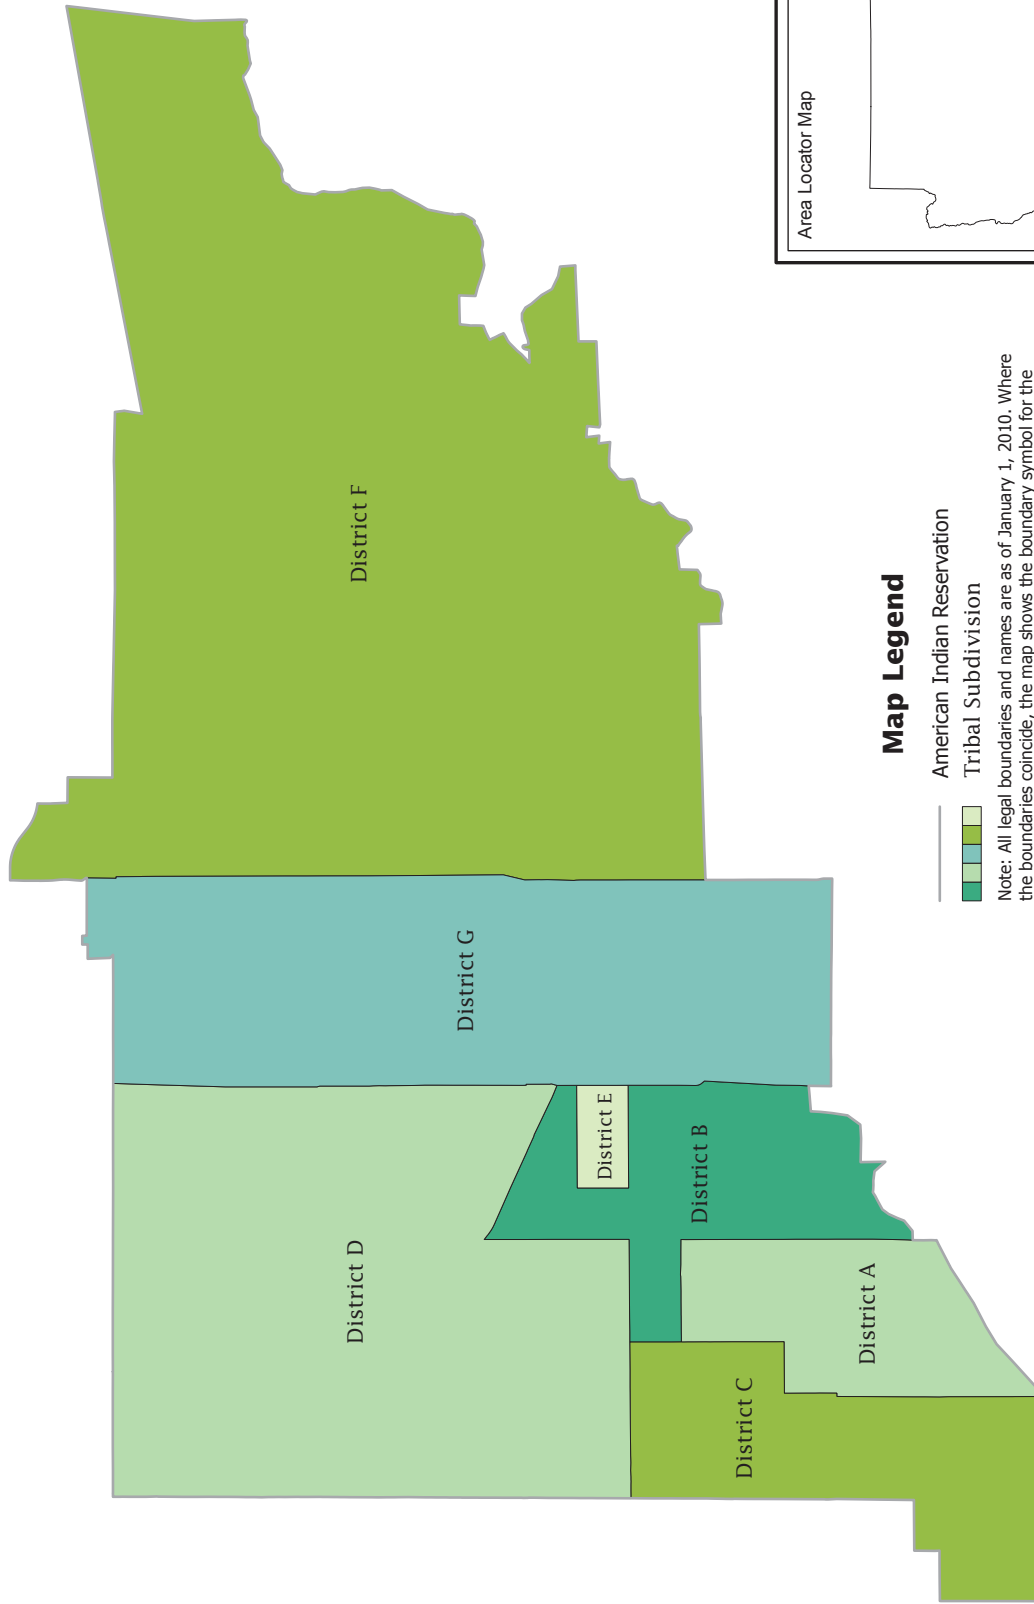 District F
District G
District D
District E
District B
District A
District C
Map Legend
American Indian Reservation
Tribal Subdivision
Note: All legal boundaries and names are as of January 1, 2010. Where
the boundaries coincide, the map shows the boundary symbol for the
Area Locator Map